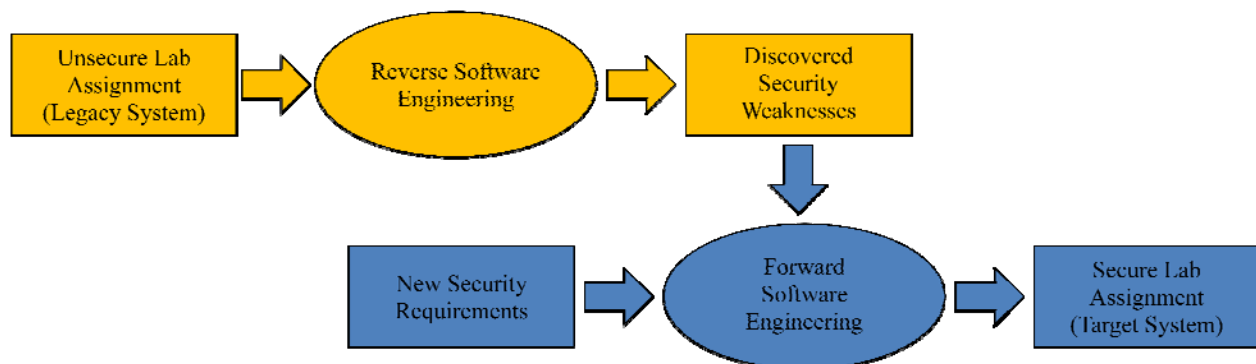 Unsecure Lab
Assignment
(Legacy System)
Reverse Software
Engineering
Discovered
Security
Weaknesses
New Security
Requirements
Forward
Software
Engineering
Secure Lab
Assignment
(Target System)